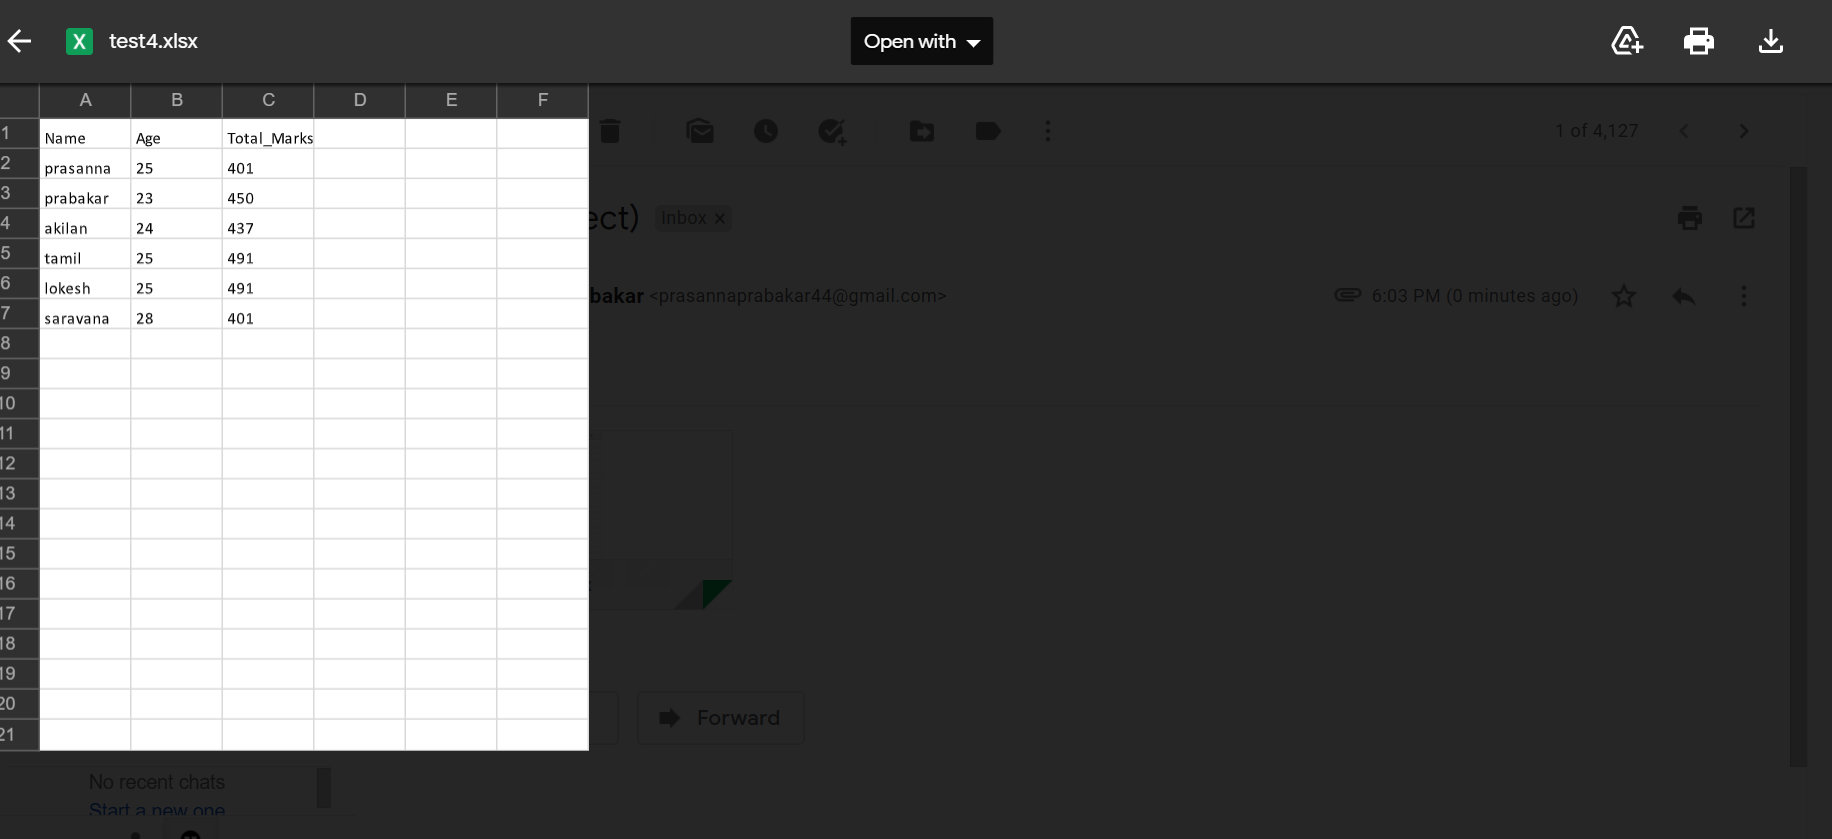 test4.xlsx
Open with
A B C D E F
1 Name Age Total_Marks
2 prasanna 25 401
3 prabakar 23 450
4 akilan 24 437
5 tamil 25 491
6 lokesh 25 491
7 saravana 28 401
8
9
10
11
12
13
14
15
16
17
18
19
20
21
1 of 4,127
ect) Inbox ×
bakar <prasannaprabakar44@gmail.com> 6:03 PM (0 minutes ago)
Forward
No recent chats
Start a new one